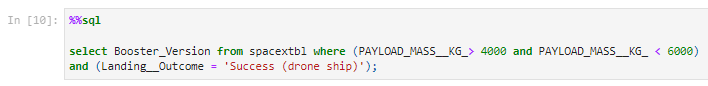 In [10]: %%sql
select Booster_Version from spacextbl where (PAYLOAD_MASS__KG_> 4000 and PAYLOAD_MASS__KG_ < 6000)
and (Landing__Outcome = 'Success (drone ship)');